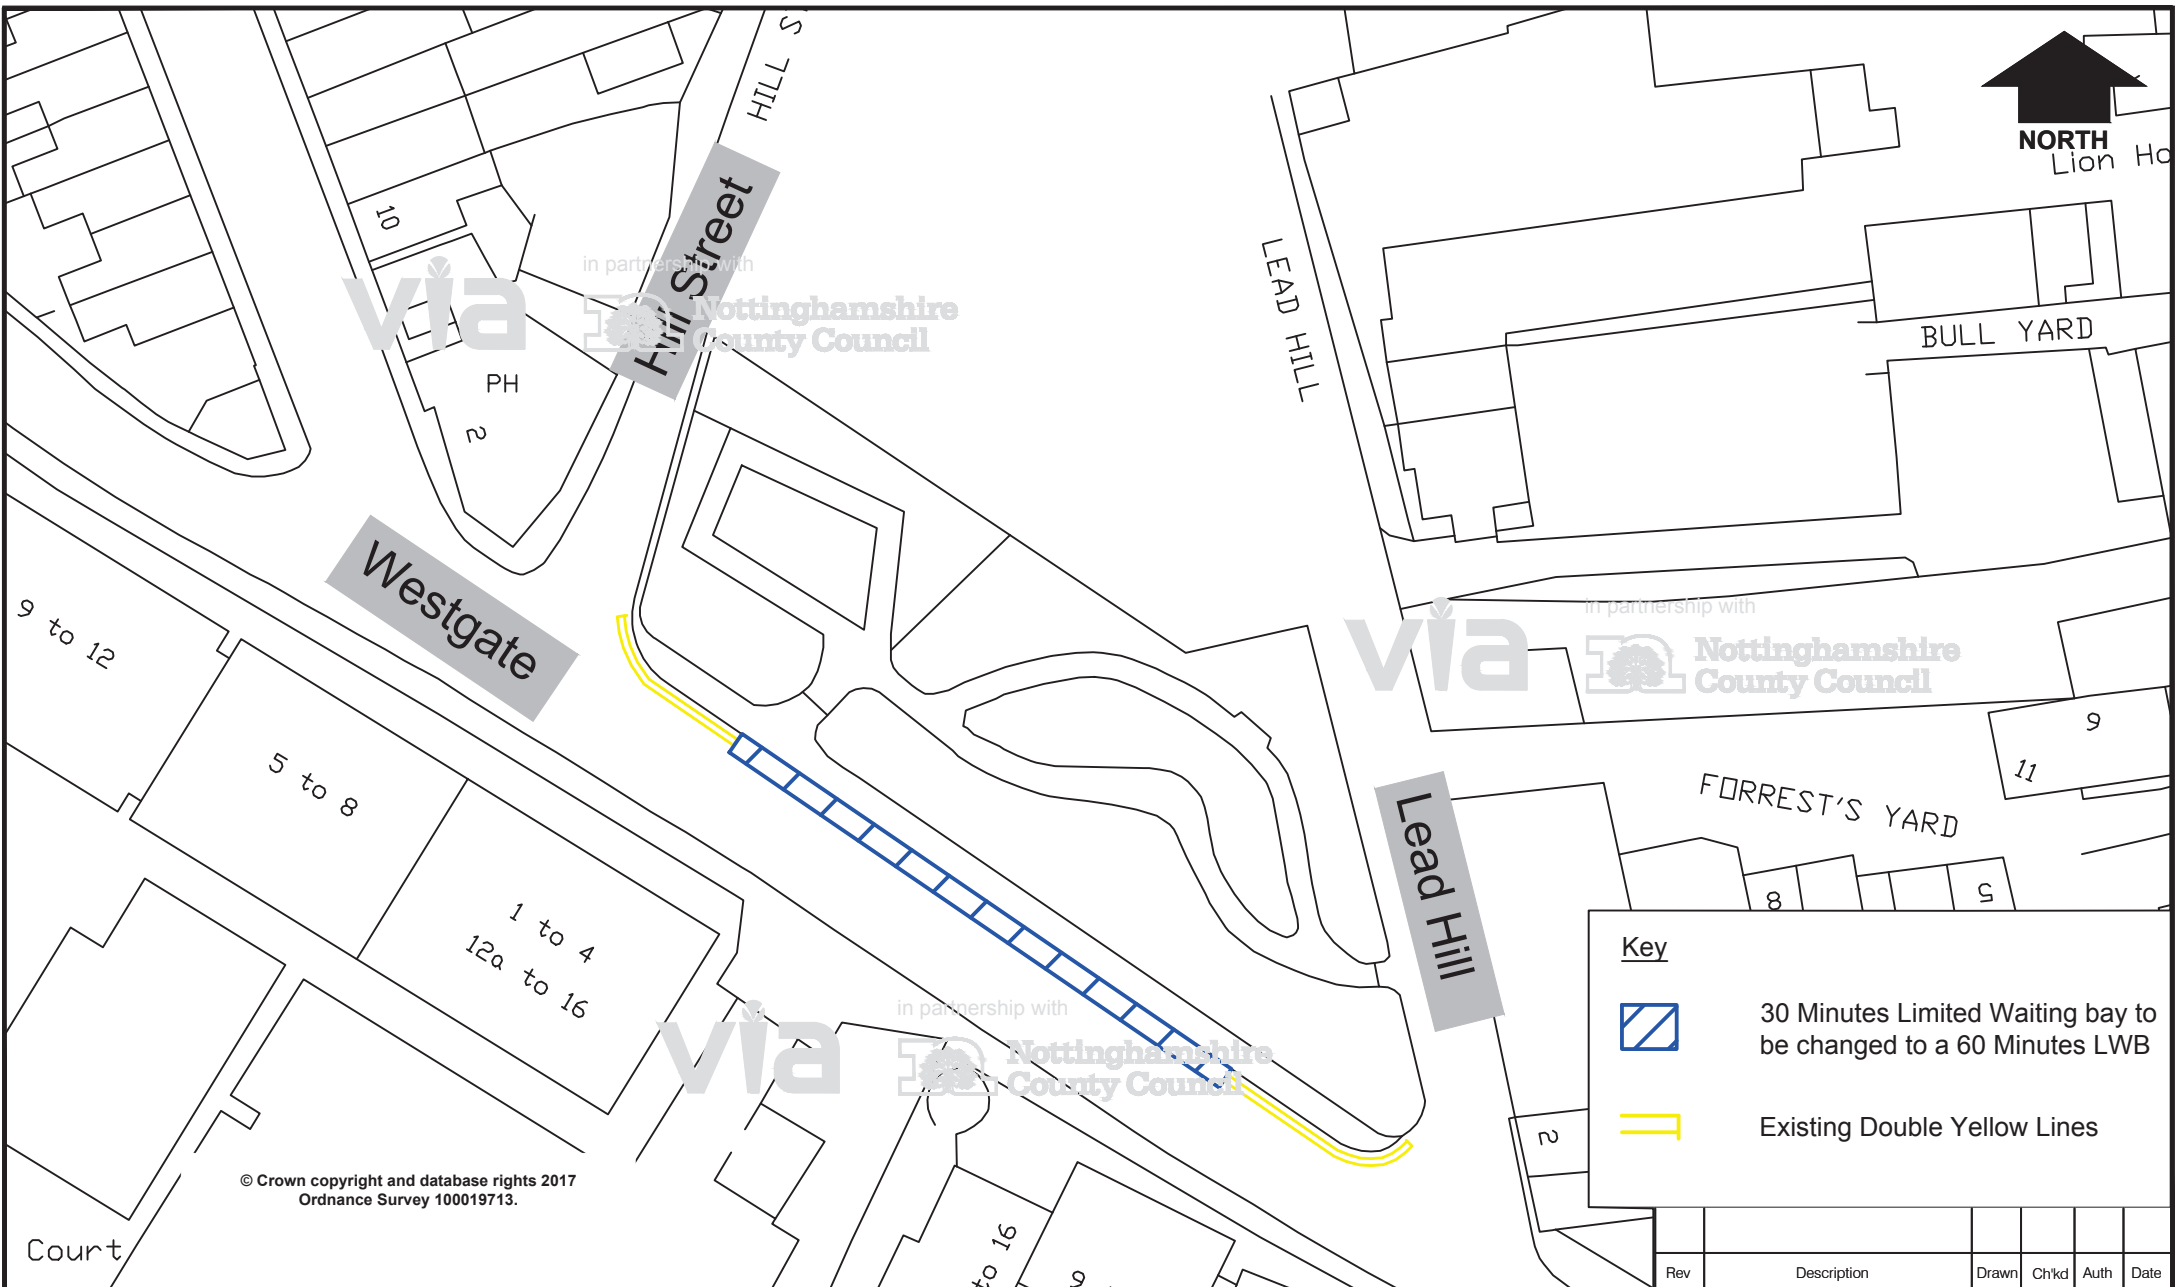 HILL S
NORTH
Lion Ho
10
Hill Street
in partnership with
via
Nottinghamshire
County Council
LEAD HILL
BULL YARD
PH
2
Westgate
9 to 12
in partnership with
via
Nottinghamshire
County Council
5 to 8
9
11
FORREST'S YARD
Lead Hill
1 to 4
12a to 16
8
5
Key
30 Minutes Limited Waiting bay to
be changed to a 60 Minutes LWB
in partnership with
via
Nottinghamshire
County Council
Existing Double Yellow Lines
2
© Crown copyright and database rights 2017
Ordnance Survey 100019713.
Court
to 16
Rev Description Drawn Ch'kd Auth Date